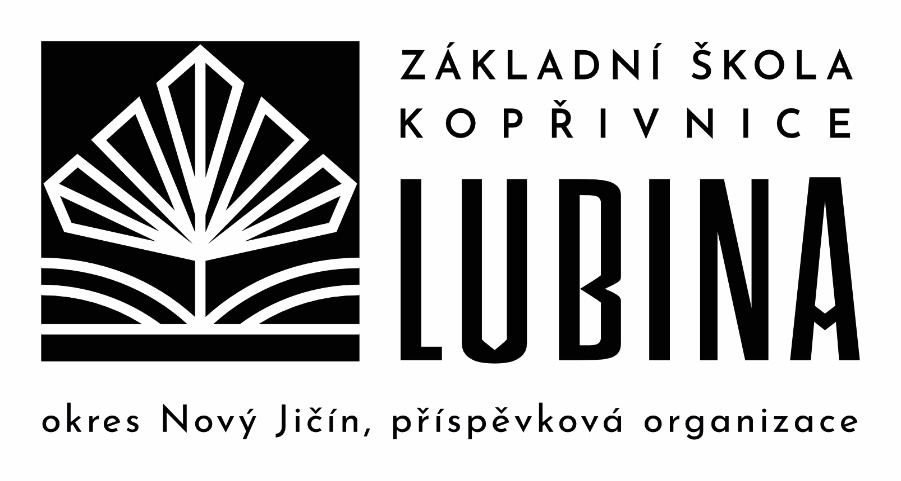 ZÁKLADNÍ ŠKOLA
KOPŘIVNICE
LUBINA
okres Nový Jičín, příspěvková organizace